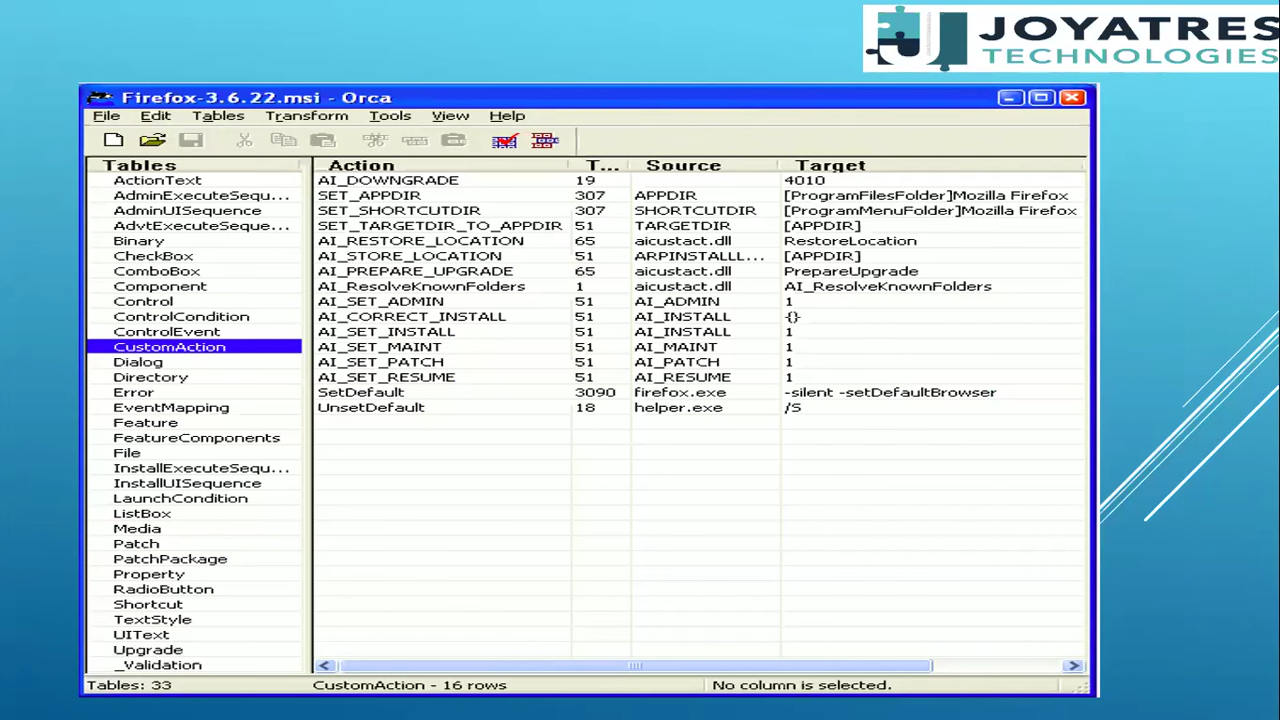 JOYATRES
TECHNOLOGIES
Firefox-3.6.22.msi - Orca
File Edit Tables Transform Tools View Help
Tables Action T... Source Target
ActionText AI_DOWNGRADE 19 4010
AdminExecuteSequ... SET_APPDIR 307 APPDIR [ProgramFilesFolder]Mozilla Firefox
AdminUISequence SET_SHORTCUTDIR 307 SHORTCUTDIR [ProgramMenuFolder]Mozilla Firefox
AdvtExecuteSeque... SET_TARGETDIR_TO_APPDIR 51 TARGETDIR [APPDIR]
Binary AI_RESTORE_LOCATION 65 aicustact.dll RestoreLocation
CheckBox AI_STORE_LOCATION 51 ARPINSTALLL... [APPDIR]
ComboBox AI_PREPARE_UPGRADE 65 aicustact.dll PrepareUpgrade
Component AI_ResolveKnownFolders 1 aicustact.dll AI_ResolveKnownFolders
Control AI_SET_ADMIN 51 AI_ADMIN 1
ControlCondition AI_CORRECT_INSTALL 51 AI_INSTALL {}
ControlEvent AI_SET_INSTALL 51 AI_INSTALL 1
CustomAction AI_SET_MAINT 51 AI_MAINT 1
Dialog AI_SET_PATCH 51 AI_PATCH 1
Directory AI_SET_RESUME 51 AI_RESUME 1
Error SetDefault 3090 firefox.exe -silent -setDefaultBrowser
EventMapping UnsetDefault 18 helper.exe /S
Feature
FeatureComponents
File
InstallExecuteSequ...
InstallUISequence
LaunchCondition
ListBox
Media
Patch
PatchPackage
Property
RadioButton
Shortcut
TextStyle
UIText
Upgrade
_Validation
Tables: 33 CustomAction - 16 rows No column is selected.